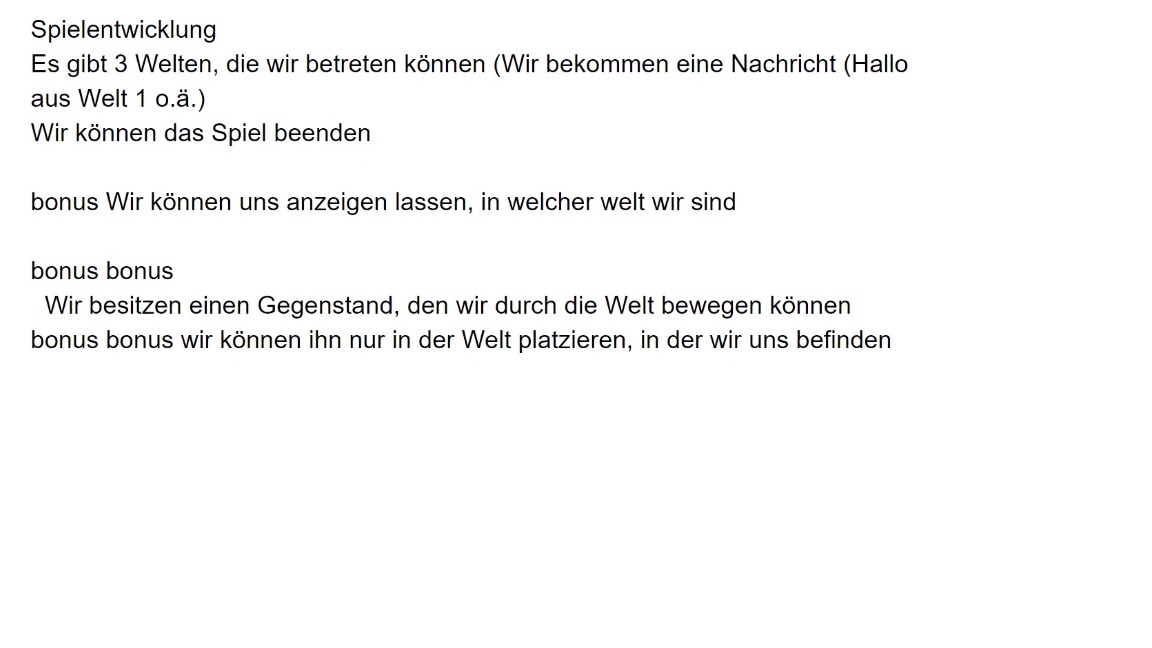 Spielentwicklung
Es gibt 3 Welten, die wir betreten können (Wir bekommen eine Nachricht (Hallo
aus Welt 1 o.ä.)
Wir können das Spiel beenden
bonus Wir können uns anzeigen lassen, in welcher welt wir sind
bonus bonus
Wir besitzen einen Gegenstand, den wir durch die Welt bewegen können
bonus bonus wir können ihn nur in der Welt platzieren, in der wir uns befinden